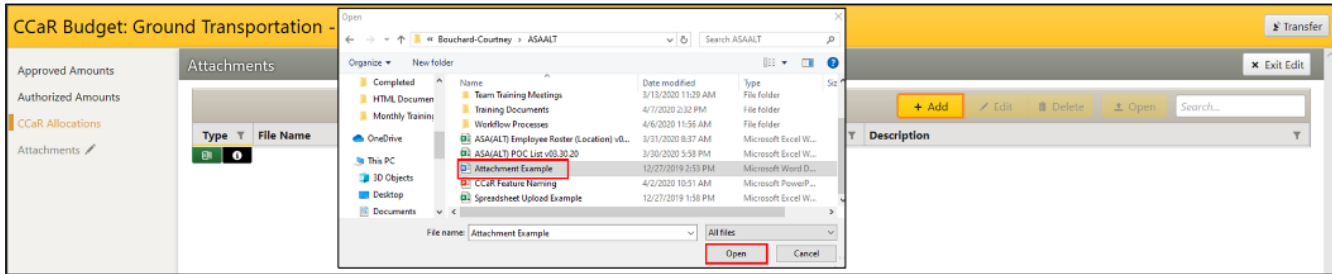 CCaR Budget: Ground Transportation -
Transfer
Open
« Bouchard-Courtney > ASAALT
Search ASAALT
Organize
New folder
Completed
HTML Documen
Monthly Training
OneDrive
This PC
3D Objects
Desktop
Documents
Name Date modified Type Siz
Team Training Meetings 3/13/2020 11:29 AM File folder
Training Documents 4/7/2020 2:32 PM File folder
Workflow Processes 4/6/2020 11:56 AM File folder
ASA(ALT) Employee Roster (Location) v0... 3/31/2020 8:37 AM Microsoft Excel W...
ASA(ALT) POC List v03.30.20 3/30/2020 5:58 PM Microsoft Excel W...
Attachment Example 12/27/2019 2:53 PM Microsoft Word D...
CCaR Feature Naming 4/2/2020 10:51 AM Microsoft PowerP...
Spreadsheet Upload Example 12/27/2019 1:58 PM Microsoft Excel W...
File name: Attachment Example
All files
Open Cancel
Approved Amounts
Authorized Amounts
CCaR Allocations
Attachments
Attachments
Exit Edit
+ Add Edit Delete Open Search...
Type File Name Description